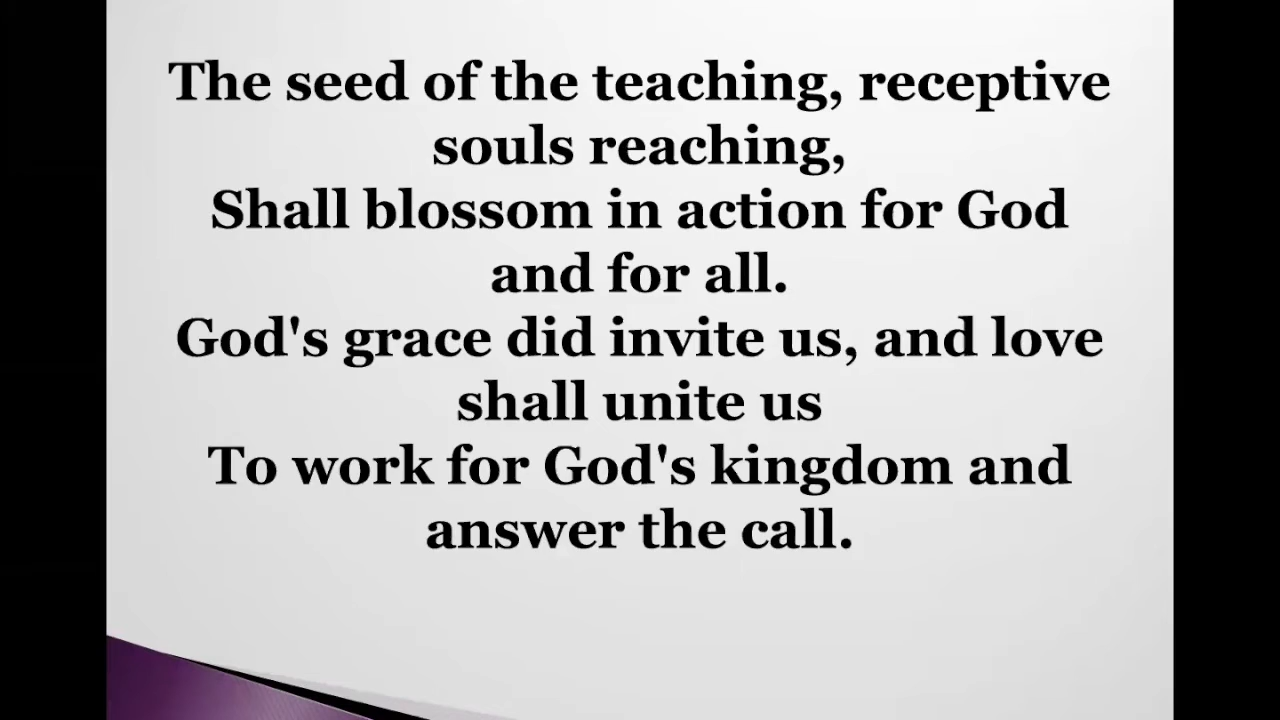 The seed of the teaching, receptive
souls reaching,
Shall blossom in action for God
and for all.
God's grace did invite us, and love
shall unite us
To work for God's kingdom and
answer the call.